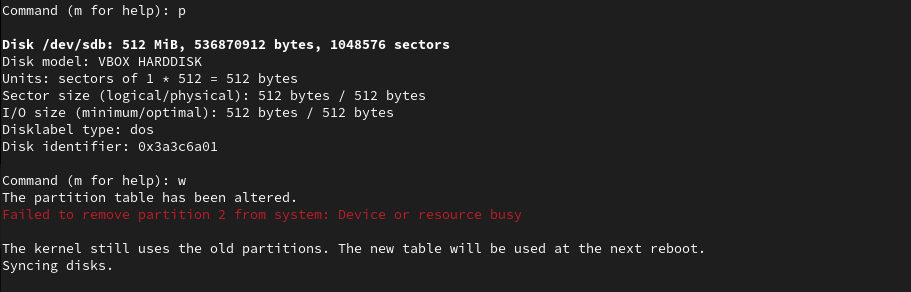 Command (m for help): p
Disk /dev/sdb: 512 MiB, 536870912 bytes, 1048576 sectors
Disk model: VBOX HARDDISK
Units: sectors of 1 * 512 = 512 bytes
Sector size (logical/physical): 512 bytes / 512 bytes
I/O size (minimum/optimal): 512 bytes / 512 bytes
Disklabel type: dos
Disk identifier: 0x3a3c6a01
Command (m for help): w
The partition table has been altered.
Failed to remove partition 2 from system: Device or resource busy
The kernel still uses the old partitions. The new table will be used at the next reboot.
Syncing disks.